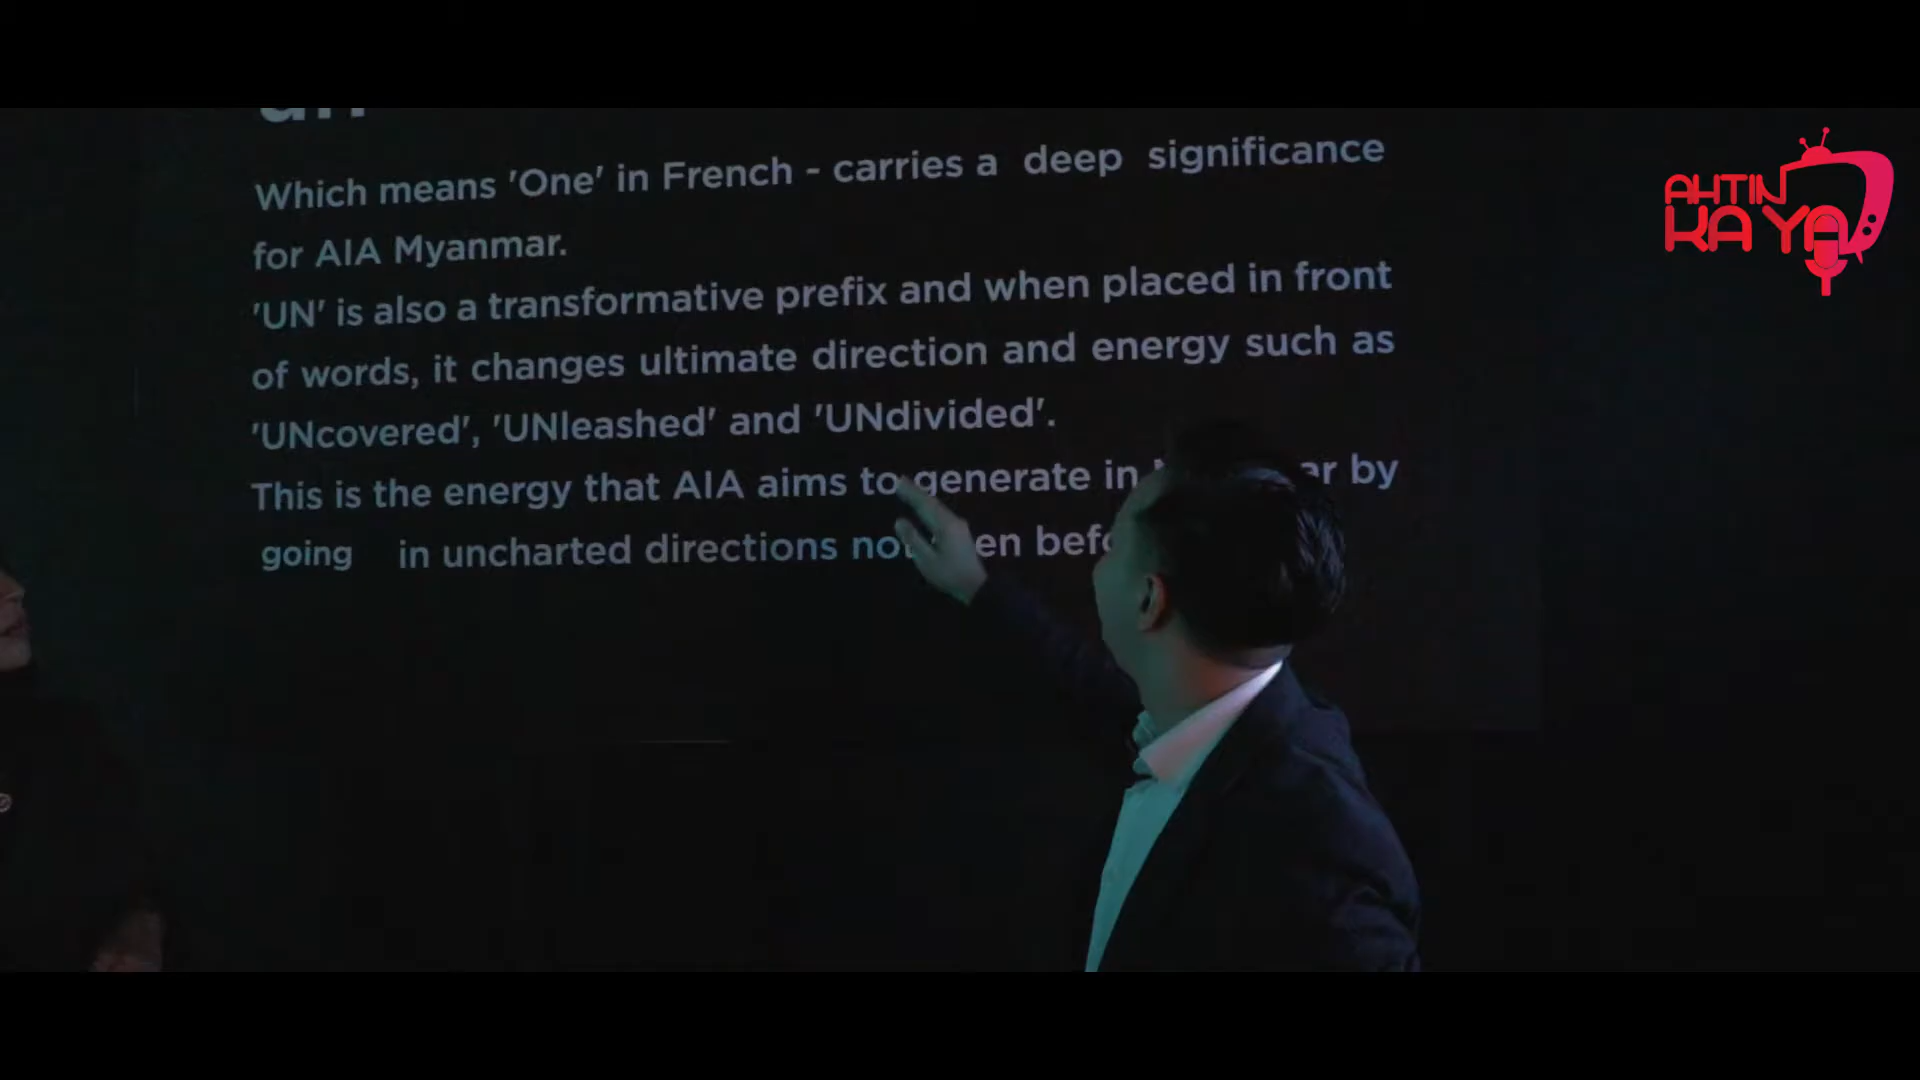 un
Which means 'One' in French - carries a deep significance
for AIA Myanmar.
'UN' is also a transformative prefix and when placed in front
of words, it changes ultimate direction and energy such as
'UNcovered', 'UNleashed' and 'UNdivided'.
This is the energy that AIA aims to generate in by
going in uncharted directions
AHTIN
KAYA